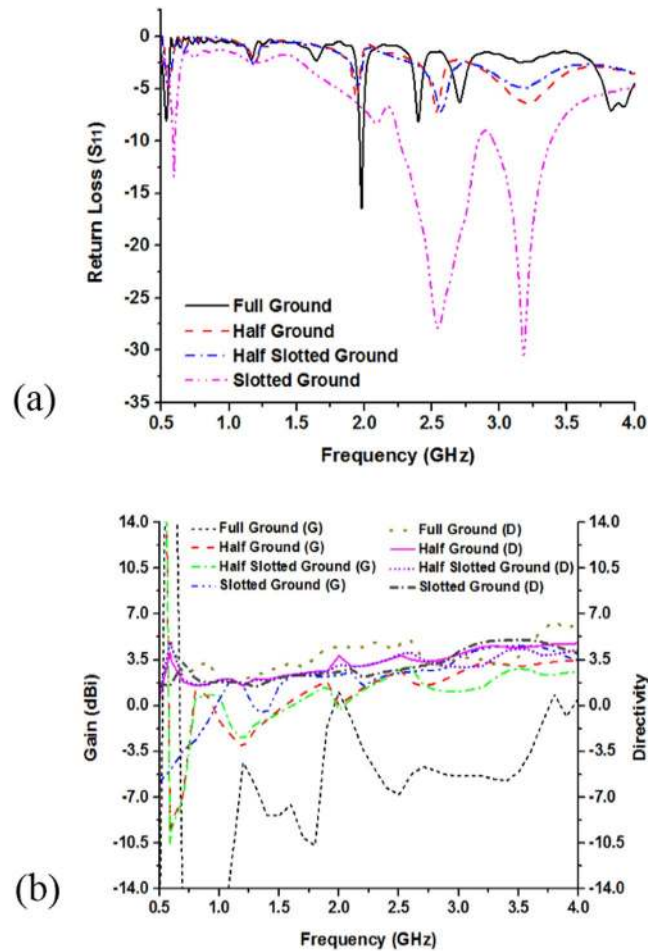 0
-5
-10
-15
-20
-25
-30
-35
Return Loss (S11)
Full Ground
Half Ground
Half Slotted Ground
Slotted Ground
0.5 1.0 1.5 2.0 2.5 3.0 3.5 4.0
Frequency (GHz)
(a)
14.0
10.5
7.0
3.5
0.0
-3.5
-7.0
-10.5
-14.0
Gain (dBi)
Full Ground (G)
Half Ground (G)
Half Slotted Ground (G)
Slotted Ground (G)
Full Ground (D)
Half Ground (D)
Half Slotted Ground (D)
Slotted Ground (D)
14.0
10.5
7.0
3.5
0.0
-3.5
-7.0
-10.5
-14.0
Directivity
0.5 1.0 1.5 2.0 2.5 3.0 3.5 4.0
Frequency (GHz)
(b)